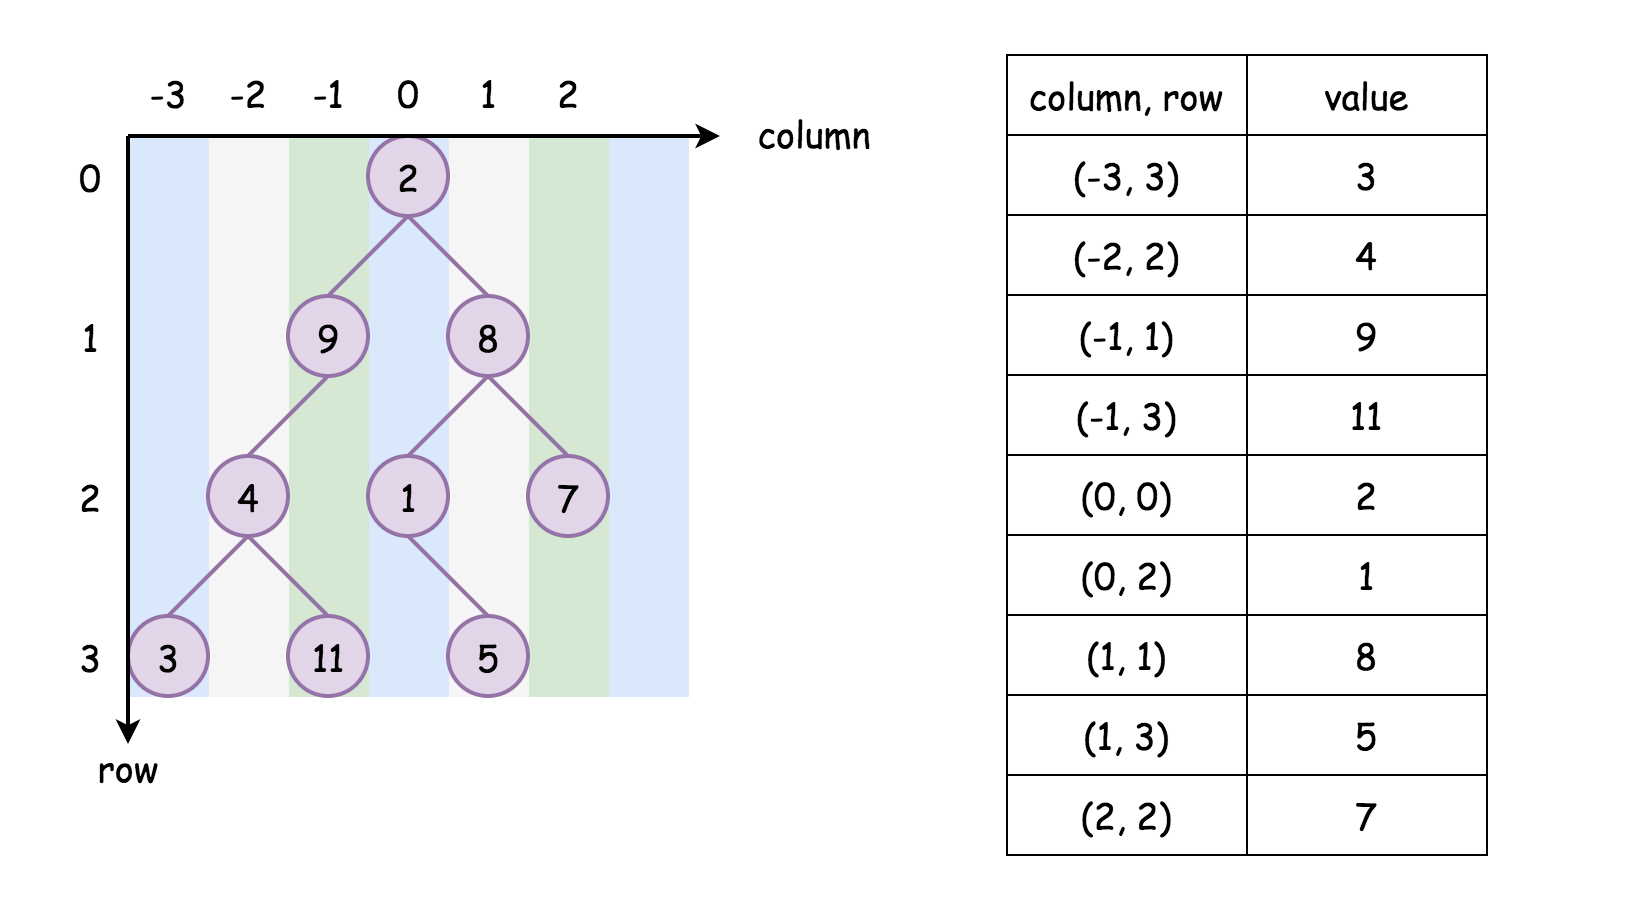 -3 -2 -1 0 1 2
column
0
2
1
9 8
2
4 1 7
3
3 11 5
row
column, row value
(-3, 3) 3
(-2, 2) 4
(-1, 1) 9
(-1, 3) 11
(0, 0) 2
(0, 2) 1
(1, 1) 8
(1, 3) 5
(2, 2) 7